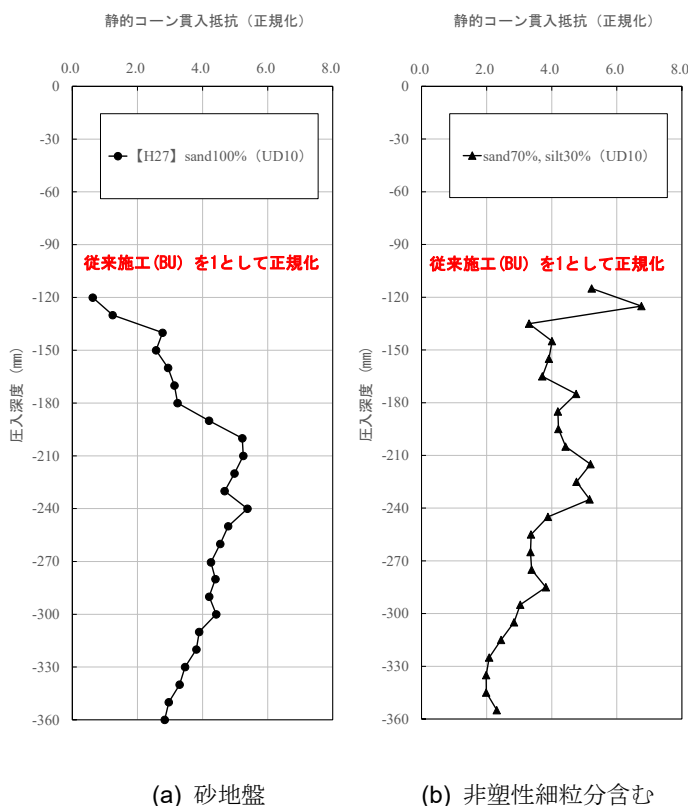 静的コーン貫入抵抗（正規化）
0.0 2.0 4.0 6.0 8.0
0
-30
-60
-90
-120
-150
-180
-210
-240
-270
-300
-330
-360
圧入深度（mm）
【H27】sand100%（UD10）
従来施工(BU) を1として正規化
(a) 砂地盤
静的コーン貫入抵抗（正規化）
0.0 2.0 4.0 6.0 8.0
0
-30
-60
-90
-120
-150
-180
-210
-240
-270
-300
-330
-360
圧入深度（mm）
sand70%, silt30%（UD10）
従来施工(BU) を1として正規化
(b) 非塑性細粒分含む